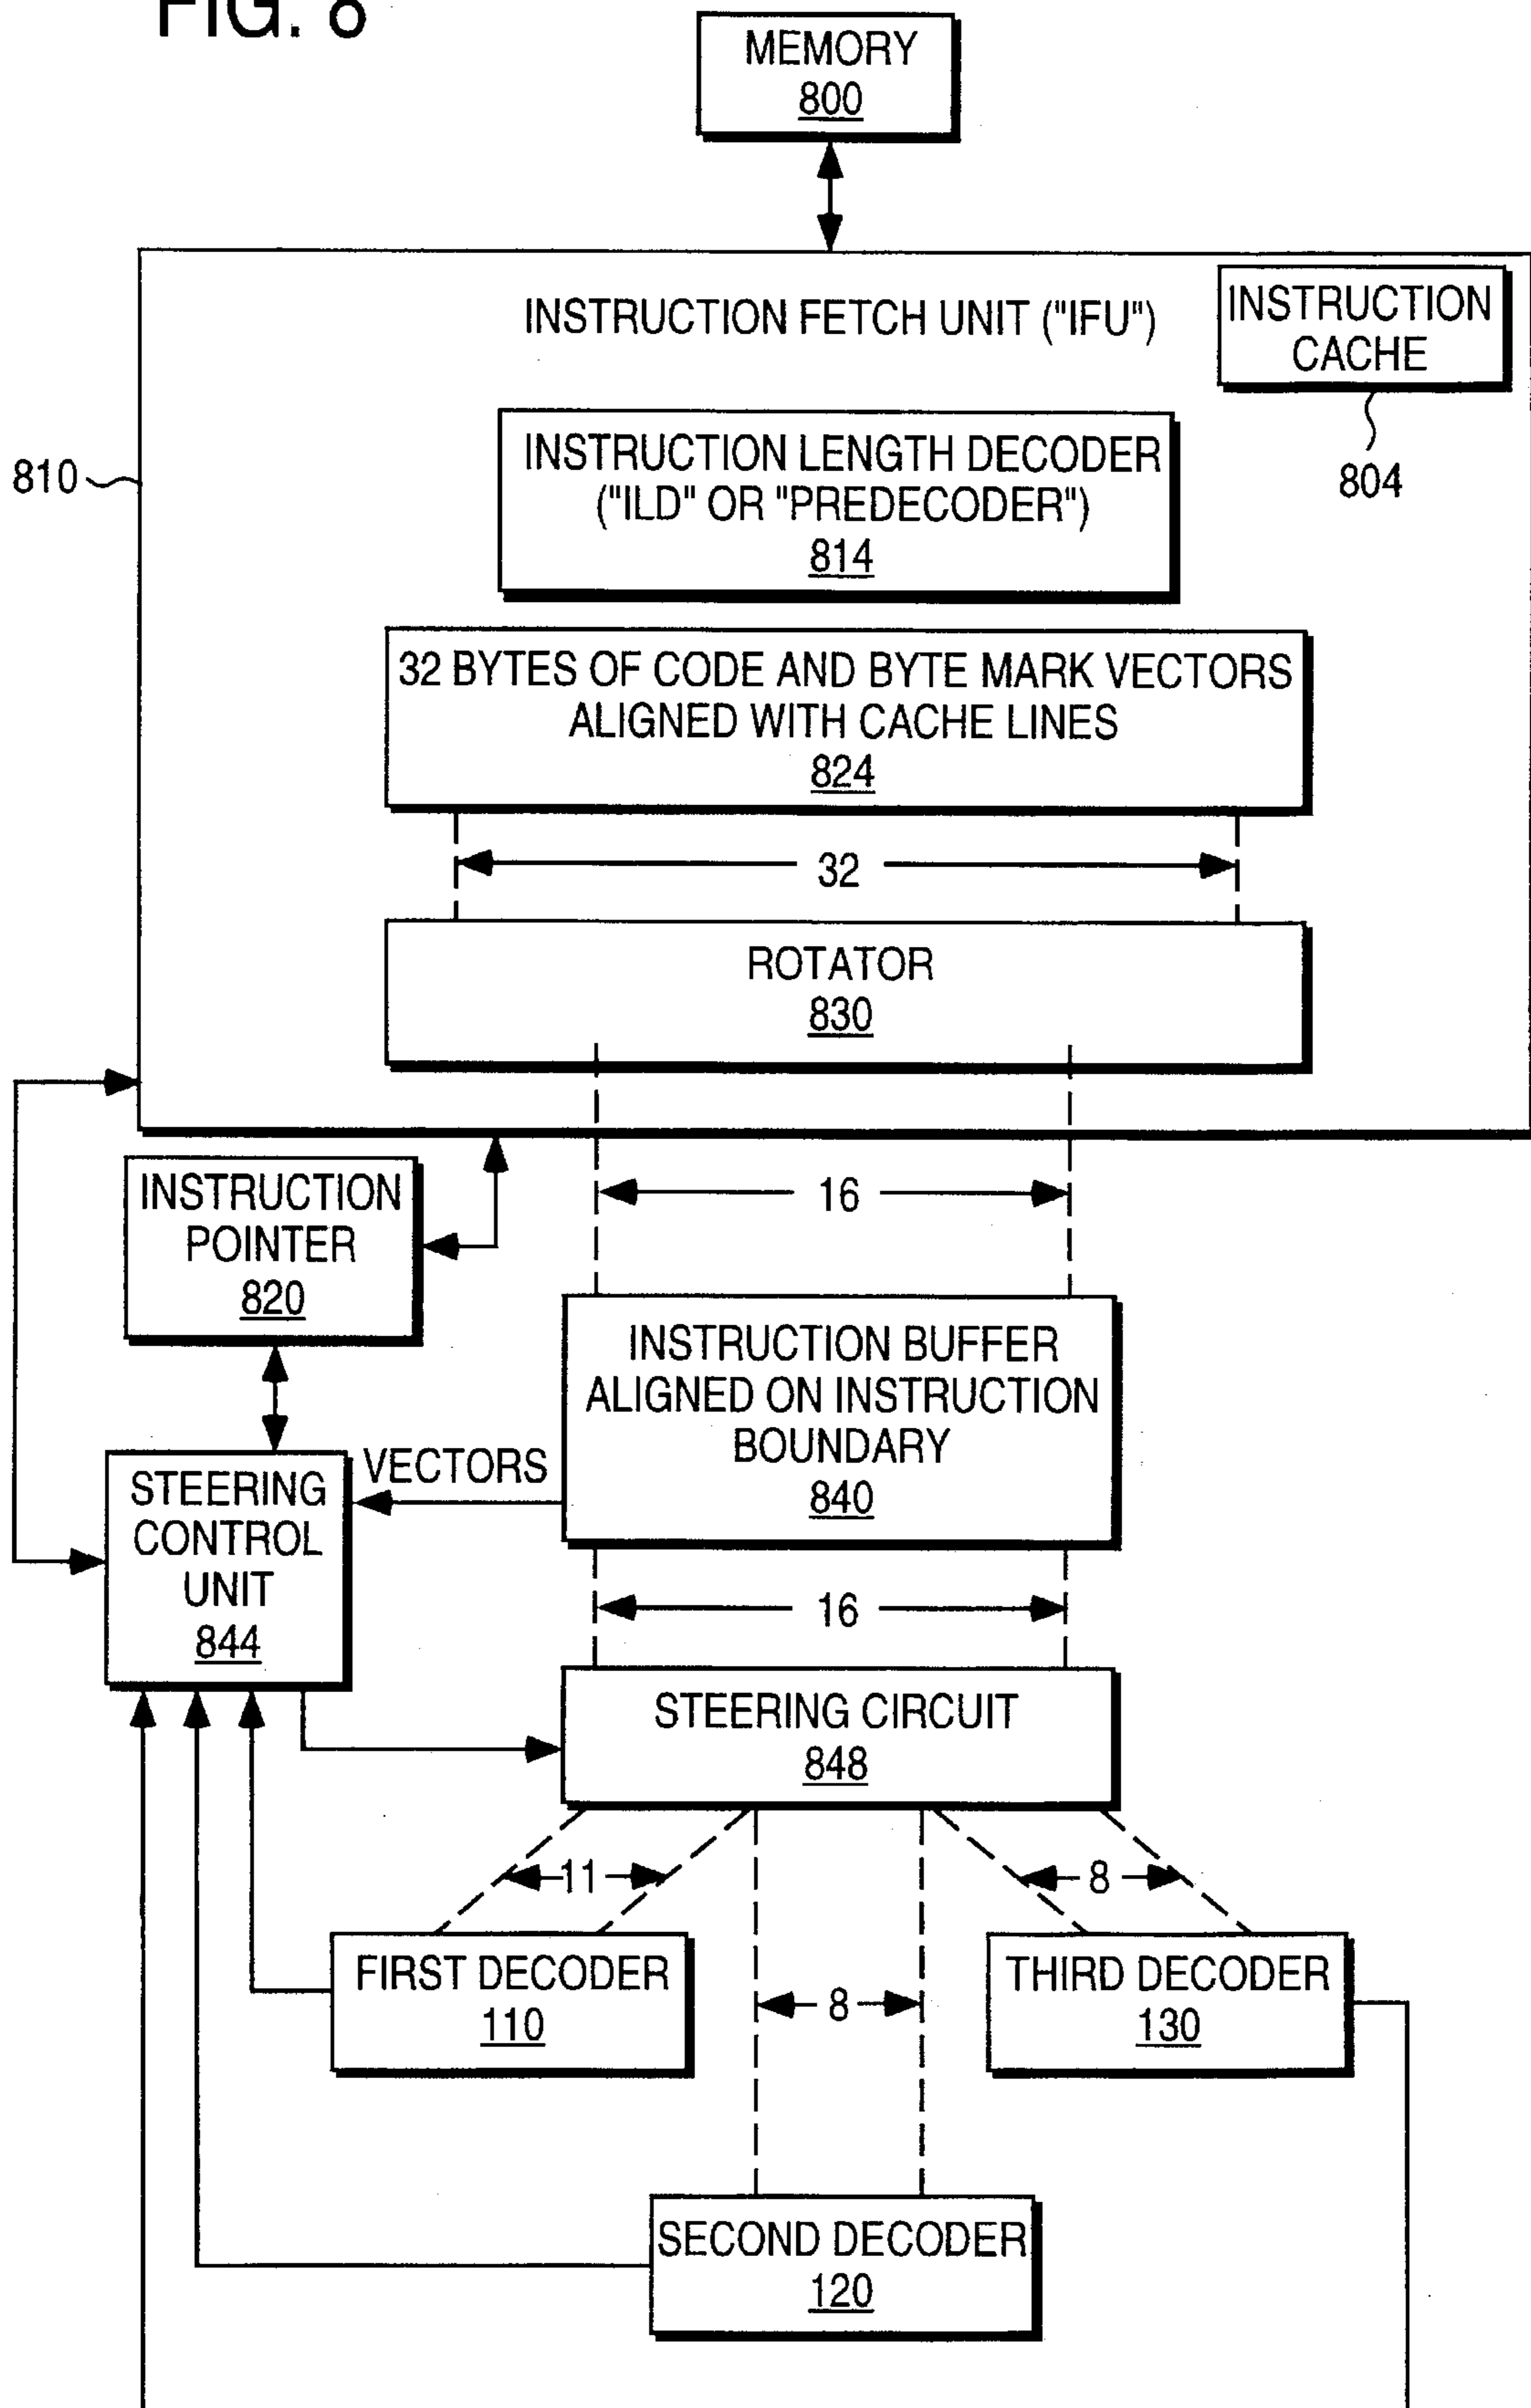 FIG. 8
MEMORY
800
INSTRUCTION FETCH UNIT ("IFU")
INSTRUCTION
CACHE
804
810
INSTRUCTION LENGTH DECODER
("ILD" OR "PREDECODER")
814
32 BYTES OF CODE AND BYTE MARK VECTORS
ALIGNED WITH CACHE LINES
824
32
ROTATOR
830
16
INSTRUCTION
POINTER
820
INSTRUCTION BUFFER
ALIGNED ON INSTRUCTION
BOUNDARY
840
VECTORS
STEERING
CONTROL
UNIT
844
16
STEERING CIRCUIT
848
11
8
8
FIRST DECODER
110
THIRD DECODER
130
SECOND DECODER
120